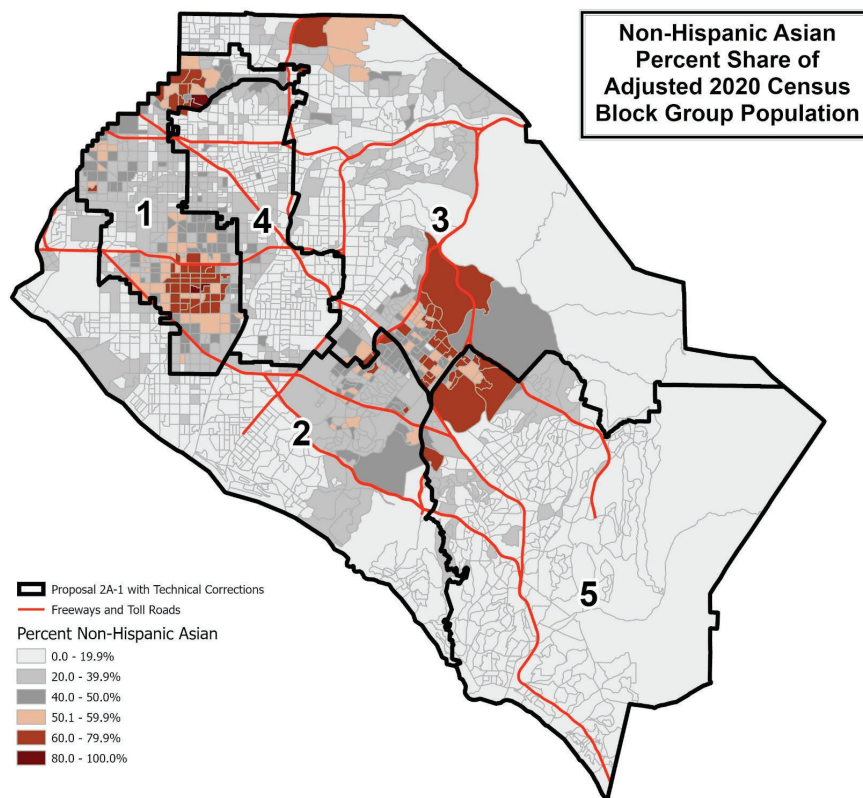 Non-Hispanic Asian
Percent Share of
Adjusted 2020 Census
Block Group Population
1
4
3
2
5
Proposal 2A-1 with Technical Corrections
Freeways and Toll Roads
Percent Non-Hispanic Asian
0.0 - 19.9%
20.0 - 39.9%
40.0 - 50.0%
50.1 - 59.9%
60.0 - 79.9%
80.0 - 100.0%